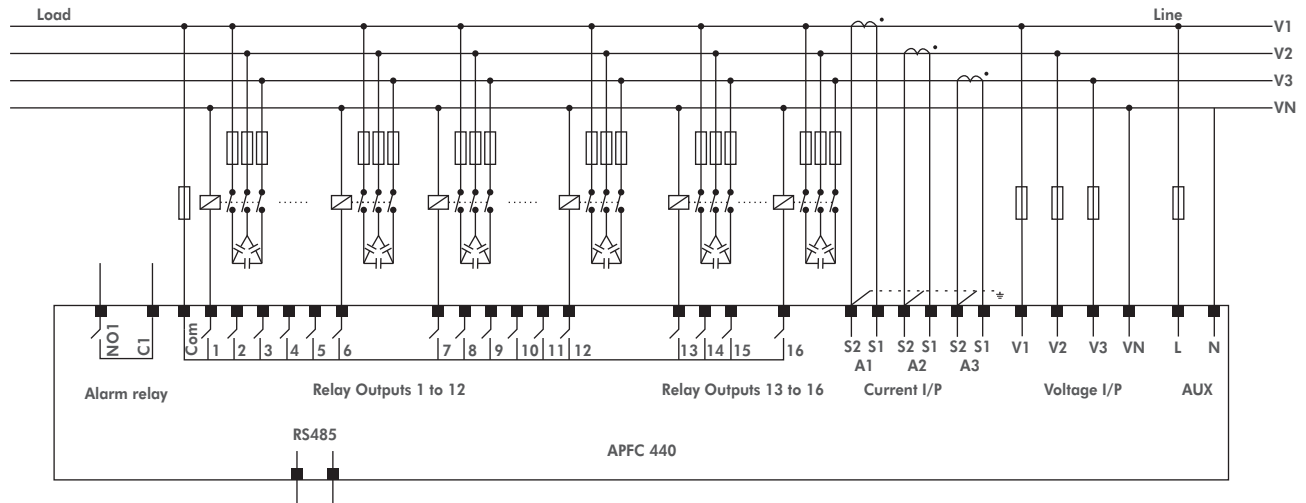 Load Line
V1
V2
V3
VN
NO1 C1 Com 1 2 3 4 5 6 7 8 9 10 11 12 13 14 15 16 S2 S1 S2 S1 S2 S1 V1 V2 V3 VN L N
A1 A2 A3
Alarm relay Relay Outputs 1 to 12 Relay Outputs 13 to 16 Current I/P Voltage I/P AUX
RS485
APFC 440